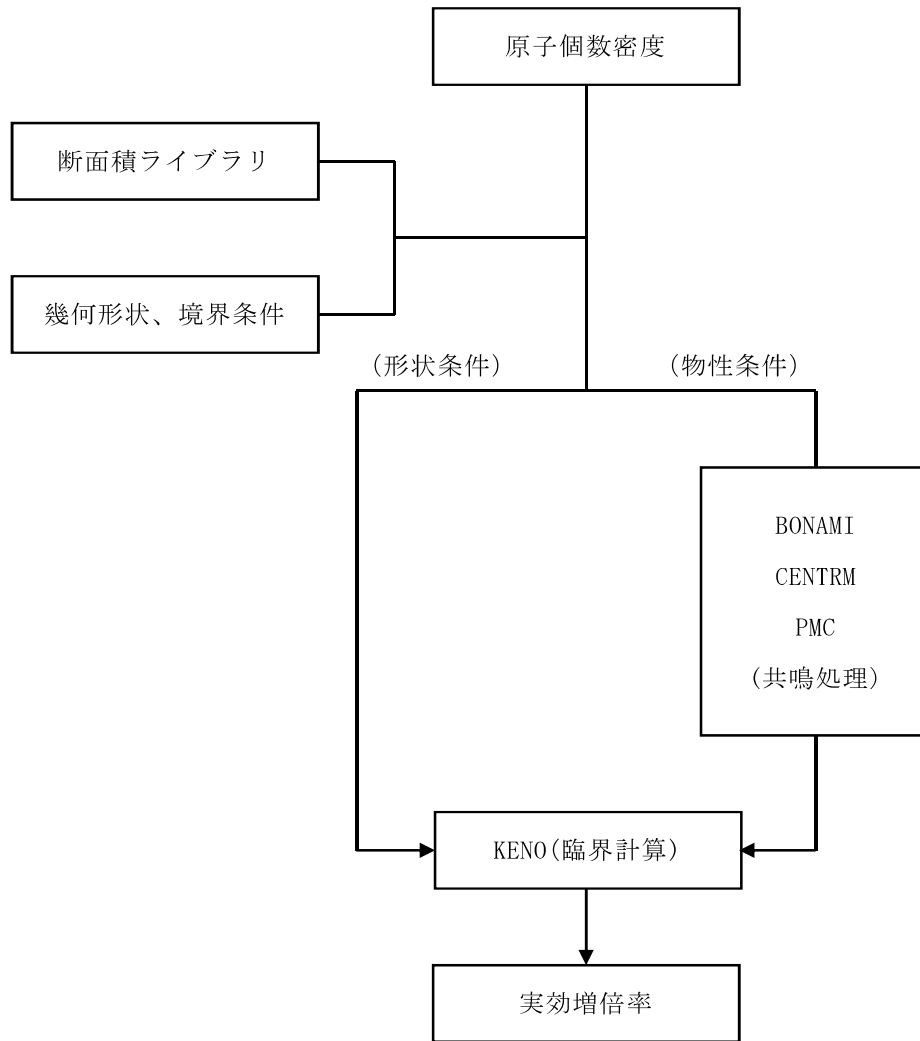 原子個数密度
断面積ライブラリ
幾何形状、境界条件
(形状条件)
(物性条件)
BONAMI
CENTRM
PMC
(共鳴処理)
KENO(臨界計算)
実効増倍率